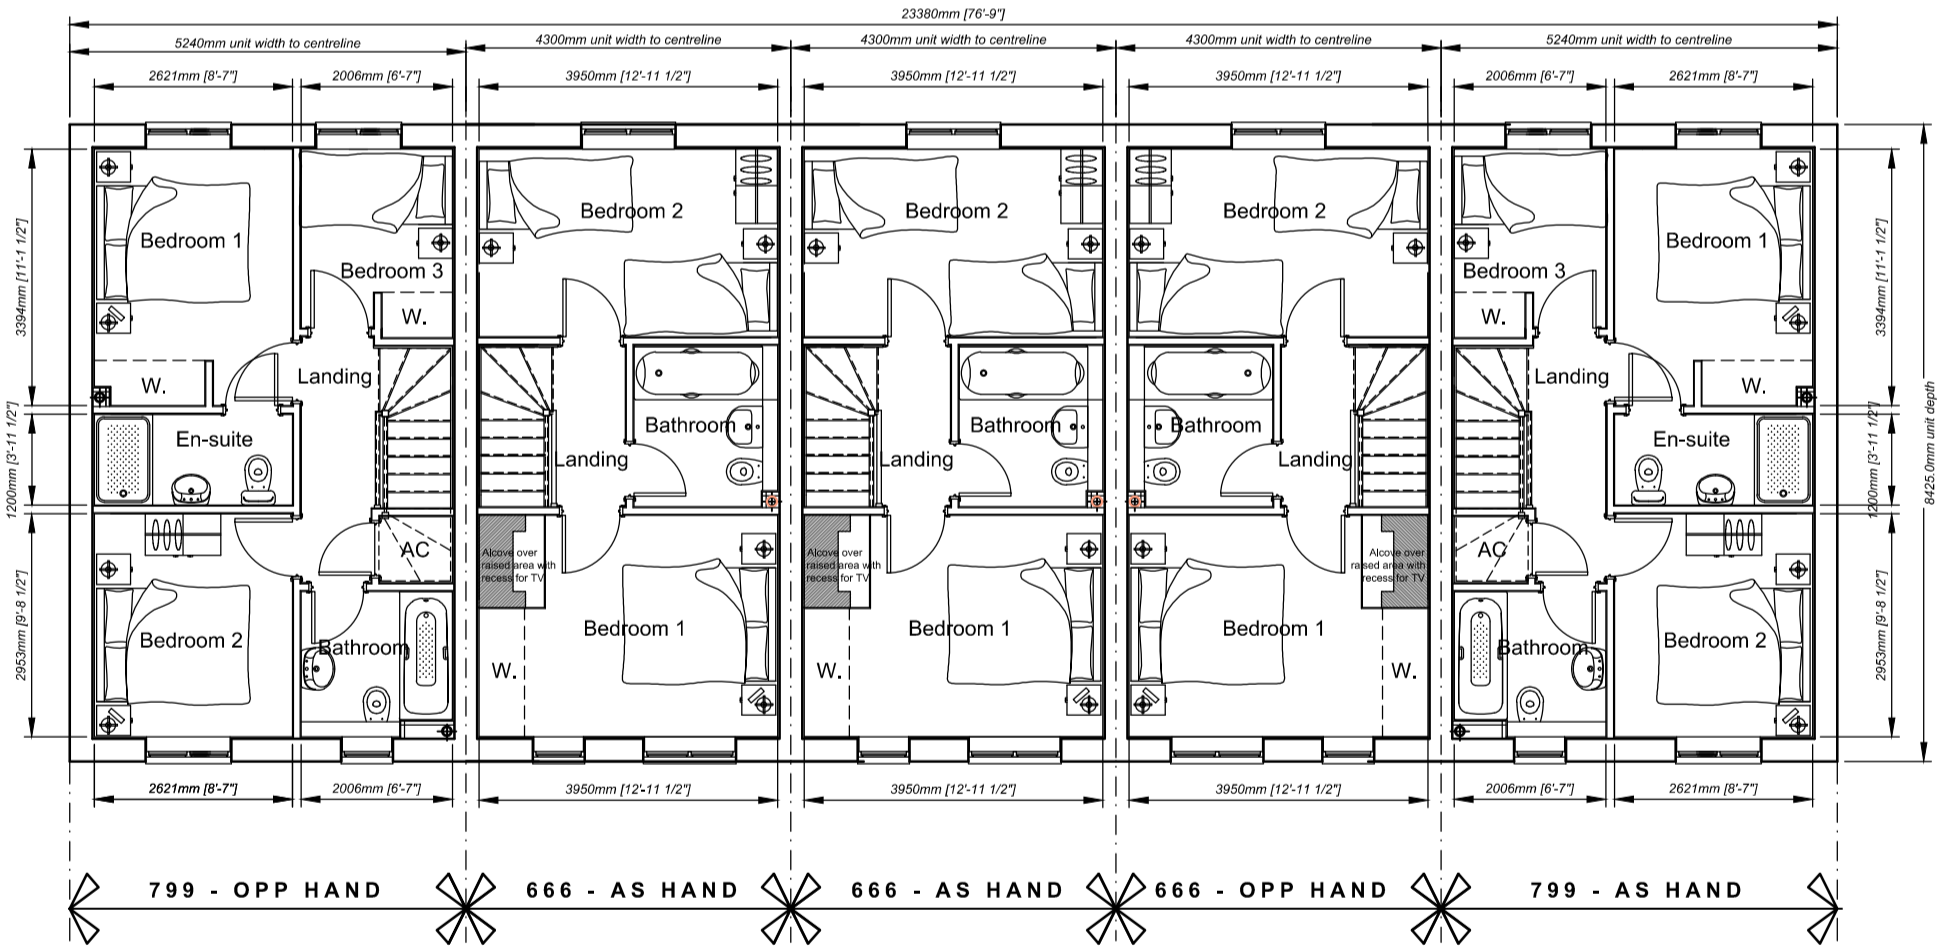 23380mm [76'-9"]
5240mm unit width to centreline
4300mm unit width to centreline
4300mm unit width to centreline
4300mm unit width to centreline
5240mm unit width to centreline
2621mm [8'-7"]
2006mm [6'-7"]
3950mm [12'-11 1/2"]
3950mm [12'-11 1/2"]
3950mm [12'-11 1/2"]
2006mm [6'-7"]
2621mm [8'-7"]
3394mm [11'-1 1/2"]
1200mm [3'-11 1/2"]
2953mm [9'-8 1/2"]
Bedroom 1
Bedroom 3
W.
W.
Landing
En-suite
AC
Bedroom 2
Bathroom
Bedroom 2
Bathroom
Landing
Alcove over
raised area with
recess for TV
Bedroom 1
W.
Bedroom 2
Bathroom
Landing
Alcove over
raised area with
recess for TV
Bedroom 1
W.
Bedroom 2
Bathroom
Landing
Alcove over
raised area with
recess for TV
Bedroom 1
W.
Bedroom 1
Bedroom 3
W.
W.
Landing
En-suite
AC
Bedroom 2
Bathroom
3394mm [11'-1 1/2"]
1200mm [3'-11 1/2"]
2953mm [9'-8 1/2"]
8425.0mm unit depth
2621mm [8'-7"]
2006mm [6'-7"]
3950mm [12'-11 1/2"]
3950mm [12'-11 1/2"]
3950mm [12'-11 1/2"]
2006mm [6'-7"]
2621mm [8'-7"]
799 - OPP HAND
666 - AS HAND
666 - AS HAND
666 - OPP HAND
799 - AS HAND